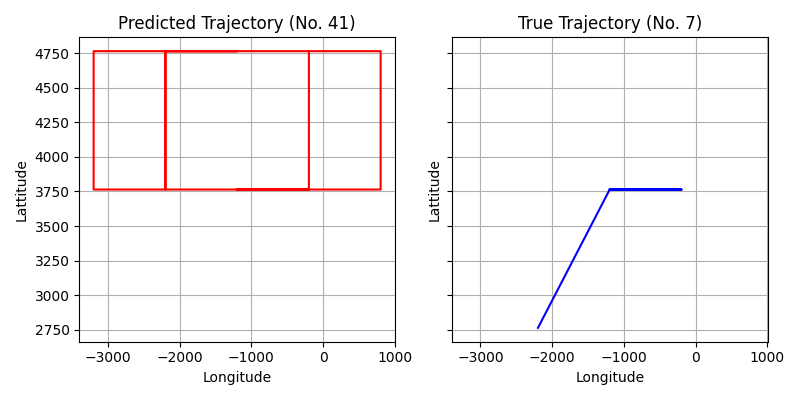 Predicted Trajectory (No. 41)
True Trajectory (No. 7)
4750
4500
4250
4000
3750
3500
3250
3000
2750
Lattitude
Lattitude
−3000 −2000 −1000 0 1000
−3000 −2000 −1000 0 1000
Longitude
Longitude